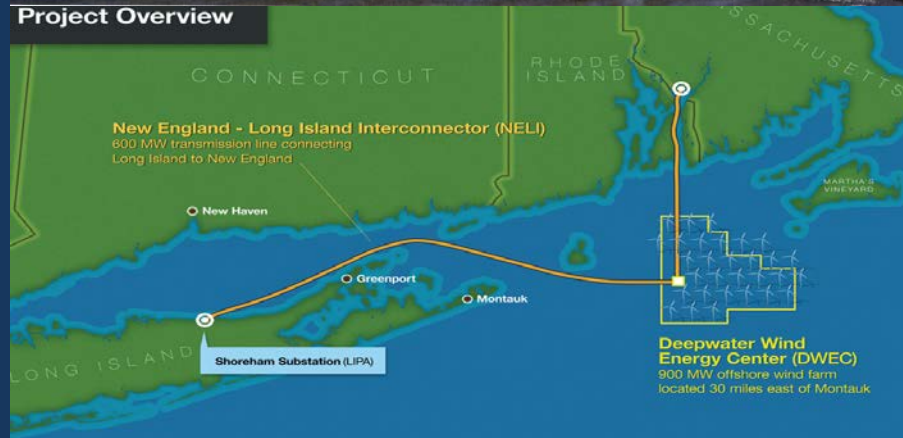 Project Overview
CONNECTICUT
RHODE
ISLAND
MASSACHUSETTS
New England - Long Island Interconnector (NELI)
600 MW transmission line connecting
Long Island to New England
MARTHA'S
VINEYARD
New Haven
Greenport
Montauk
LONG ISLAND
Shoreham Substation (LIPA)
Deepwater Wind
Energy Center (DWEC)
900 MW offshore wind farm
located 30 miles east of Montauk